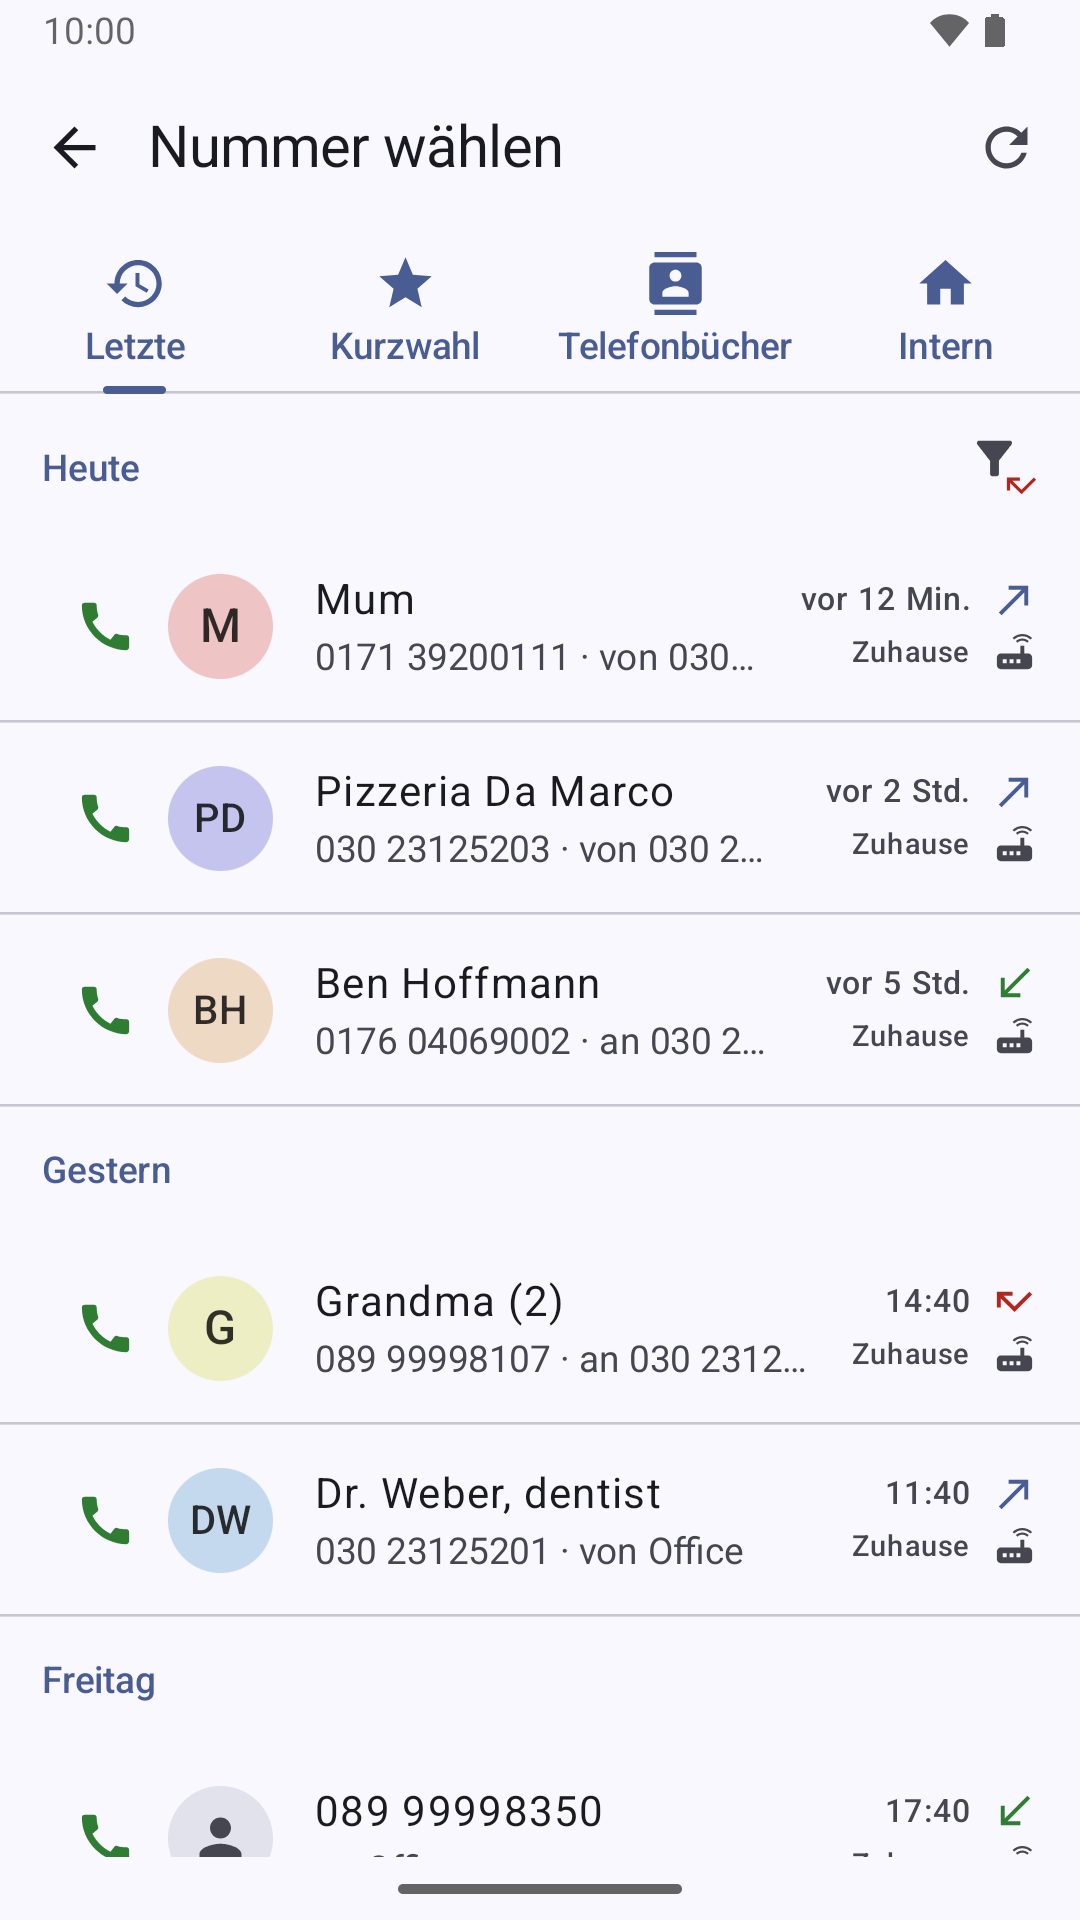 10:00
Nummer wählen
Letzte
Kurzwahl
Telefonbücher
Intern
Heute
M
Mum
vor 12 Min.
0171 39200111 · von 030…
Zuhause
PD
Pizzeria Da Marco
vor 2 Std.
030 23125203 · von 030 2…
Zuhause
BH
Ben Hoffmann
vor 5 Std.
0176 04069002 · an 030 2…
Zuhause
Gestern
G
Grandma (2)
14:40
089 99998107 · an 030 2312…
Zuhause
DW
Dr. Weber, dentist
11:40
030 23125201 · von Office
Zuhause
Freitag
089 99998350
17:40